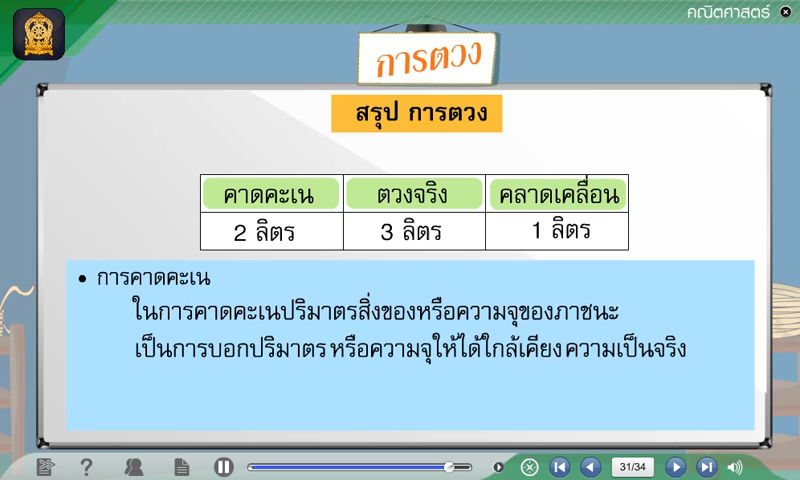 คณิตศาสตร์
การตวง
สรุป การตวง
คาดคะเน ตวงจริง คลาดเคลื่อน
2 ลิตร 3 ลิตร 1 ลิตร
• การคาดคะเน
ในการคาดคะเนปริมาตรสิ่งของหรือความจุของภาชนะ
เป็นการบอกปริมาตร หรือความจุให้ได้ใกล้เคียง ความเป็นจริง
31/34